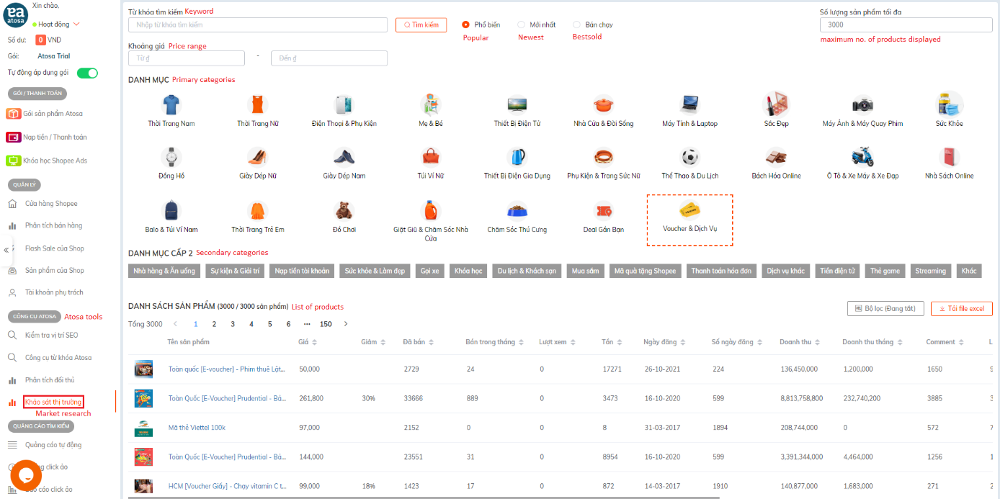 ea
atosa
Xin chào,
Hoạt động
Số dư: 0 VND
Gói: Atosa Trial
Tự động áp dụng gói
GÓI / THANH TOÁN
Gói sản phẩm Atosa
Nạp tiền / Thanh toán
Khóa học Shopee Ads
QUẢN LÝ
Cửa hàng Shopee
Phân tích bán hàng
Flash Sale của Shop
Sản phẩm của Shop
Tài khoản phụ trách
CÔNG CỤ ATOSA Atosa tools
Kiểm tra vị trí SEO
Công cụ từ khóa Atosa
Phân tích đối thủ
Khảo sát thị trường
Market research
QUẢNG CÁO TÌM KIẾM
Quảng cáo tự động
click ảo
cáo click ảo
Từ khóa tìm kiếm Keyword
Nhập từ khóa tìm kiếm
Tìm kiếm
Phổ biến Mới nhất Bán chạy
Popular Newest Bestsold
Số lượng sản phẩm tối đa
3000
maximum no. of products displayed
Khoảng giá Price range
Từ ₫ - Đến ₫
DANH MỤC Primary categories
Thời Trang Nam Thời Trang Nữ Điện Thoại & Phụ Kiện Mẹ & Bé Thiết Bị Điện Tử Nhà Cửa & Đời Sống Máy Tính & Laptop Sắc Đẹp Máy Ảnh & Máy Quay Phim Sức Khỏe
Đồng Hồ Giày Dép Nữ Giày Dép Nam Túi Ví Nữ Thiết Bị Điện Gia Dụng Phụ Kiện & Trang Sức Nữ Thể Thao & Du Lịch Bách Hóa Online Ô Tô & Xe Máy & Xe Đạp Nhà Sách Online
Balo & Túi Ví Nam Thời Trang Trẻ Em Đồ Chơi Giặt Giũ & Chăm Sóc Nhà Cửa Chăm Sóc Thú Cưng Deal Gần Bạn Voucher & Dịch Vụ
DANH MỤC CẤP 2 Secondary categories
Nhà hàng & Ăn uống Sự kiện & Giải trí Nạp tiền tài khoản Sức khỏe & Làm đẹp Gọi xe Khóa học Du lịch & Khách sạn Mua sắm Mã quà tặng Shopee Thanh toán hóa đơn Dịch vụ khác Tiền điện tử Thẻ game Streaming Khác
DANH SÁCH SẢN PHẨM (3000 / 3000 sản phẩm) List of products
Bộ lọc (Đang tắt) Tải file excel
Tổng 3000 < 1 2 3 4 5 6 ••• 150 >
Tên sản phẩm Giá Giảm Đã bán Bán trong tháng Lượt xem Tồn Ngày đăng Số ngày đăng Doanh thu Doanh thu tháng Comment L
Toàn quốc [E-voucher] - Phim thuê Lật... 50,000 2729 24 0 17271 26-10-2021 224 136,450,000 1,200,000 1650
Toàn Quốc [E-Voucher] Prudential - Bả... 261,800 30% 33666 889 0 3473 16-10-2020 599 8,813,758,800 232,740,200 3885
Mã thẻ Viettel 100k 97,000 2152 0 0 8 31-03-2017 1894 208,744,000 0 572
Toàn Quốc [E-Voucher] Prudential - Bả... 144,000 23551 31 0 8954 16-10-2020 599 3,391,344,000 4,464,000 1256
HCM [Voucher Giấy] - Chạy vitamin C t... 99,000 18% 1423 17 0 872 14-03-2017 1910 140,877,000 1,683,000 271